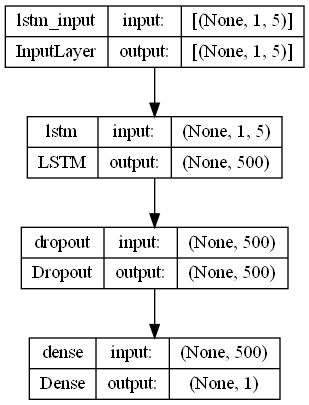 lstm_input input: [(None, 1, 5)]
InputLayer output: [(None, 1, 5)]
lstm input: (None, 1, 5)
LSTM output: (None, 500)
dropout input: (None, 500)
Dropout output: (None, 500)
dense input: (None, 500)
Dense output: (None, 1)